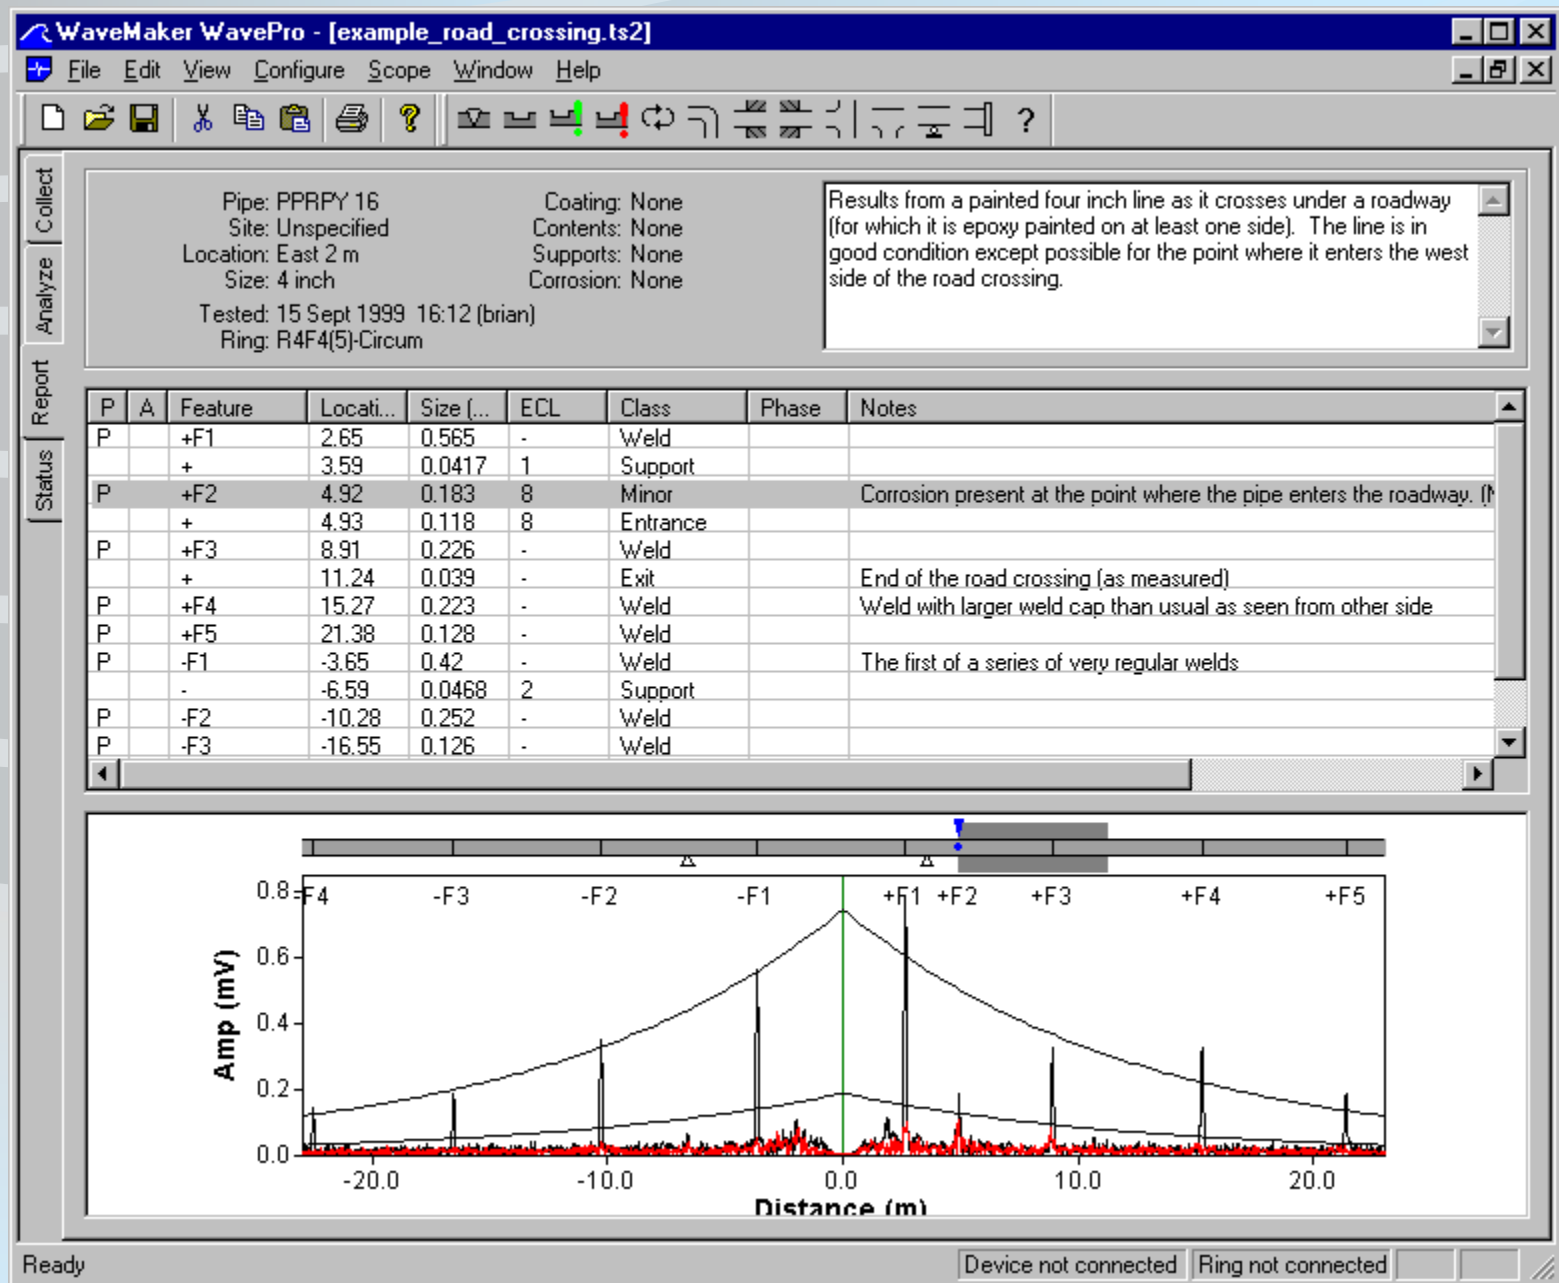 WaveMaker WavePro - [example_road_crossing.ts2]
File Edit View Configure Scope Window Help
Collect
Analyze
Report
Status
Pipe: PPRPY 16
Site: Unspecified
Location: East 2 m
Size: 4 inch
Tested: 15 Sept 1999 16:12 (brian)
Ring: R4F4(5)-Circum
Coating: None
Contents: None
Supports: None
Corrosion: None
Results from a painted four inch line as it crosses under a roadway
(for which it is epoxy painted on at least one side). The line is in
good condition except possible for the point where it enters the west
side of the road crossing.
P A Feature Locati... Size (... ECL Class Phase Notes
P +F1 2.65 0.565 - Weld
+ 3.59 0.0417 1 Support
P +F2 4.92 0.183 8 Minor Corrosion present at the point where the pipe enters the roadway. (
+ 4.93 0.118 8 Entrance
P +F3 8.91 0.226 - Weld
+ 11.24 0.039 - Exit End of the road crossing (as measured)
P +F4 15.27 0.223 - Weld Weld with larger weld cap than usual as seen from other side
P +F5 21.38 0.128 - Weld
P -F1 -3.65 0.42 - Weld The first of a series of very regular welds
- -6.59 0.0468 2 Support
P -F2 -10.28 0.252 - Weld
P -F3 -16.55 0.126 - Weld
-F4 -F3 -F2 -F1 +F1 +F2 +F3 +F4 +F5
0.8
0.6
0.4
0.2
0.0
Amp (mV)
-20.0 -10.0 0.0 10.0 20.0
Distance (m)
Ready Device not connected Ring not connected